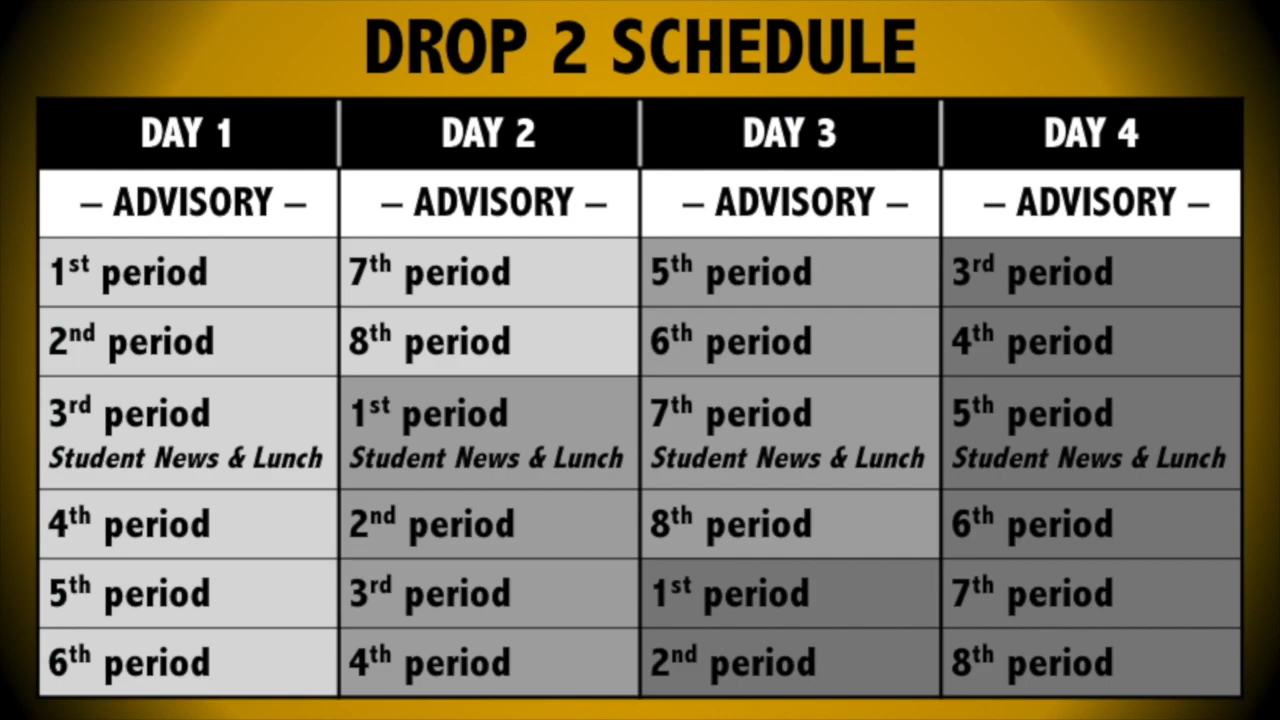 DROP 2 SCHEDULE
DAY 1 DAY 2 DAY 3 DAY 4
– ADVISORY – – ADVISORY – – ADVISORY – – ADVISORY –
1st period 7th period 5th period 3rd period
2nd period 8th period 6th period 4th period
3rd period 1st period 7th period 5th period
Student News & Lunch Student News & Lunch Student News & Lunch Student News & Lunch
4th period 2nd period 8th period 6th period
5th period 3rd period 1st period 7th period
6th period 4th period 2nd period 8th period